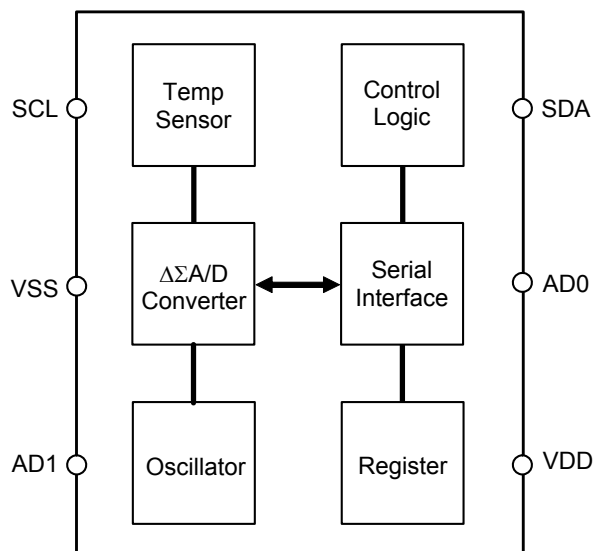 SCL
Temp
Sensor
Control
Logic
SDA
VSS
ΔΣA/D
Converter
Serial
Interface
AD0
AD1
Oscillator
Register
VDD